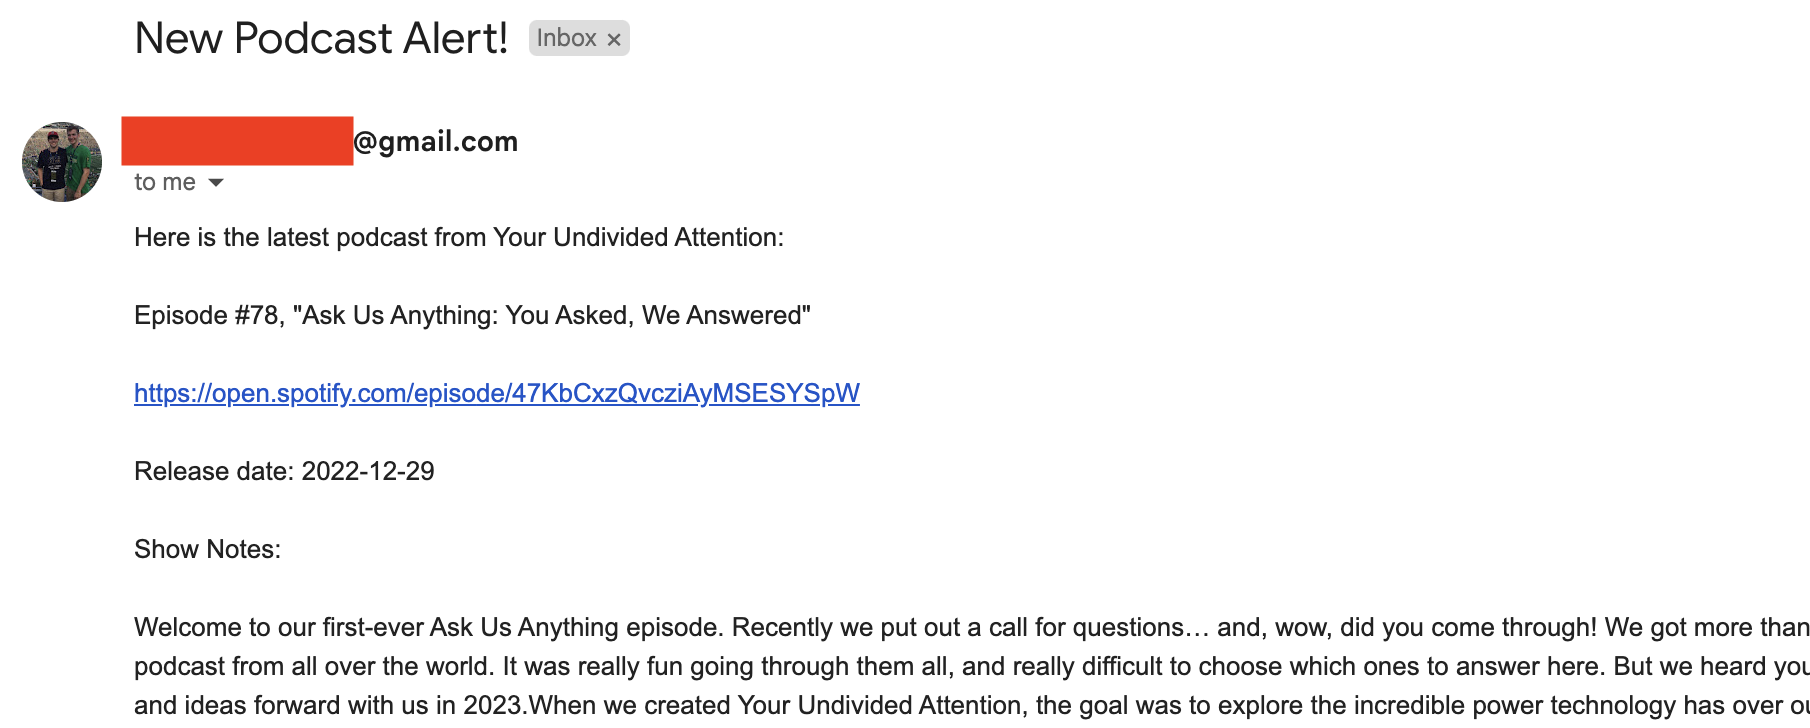 New Podcast Alert! Inbox ×
@gmail.com
to me
Here is the latest podcast from Your Undivided Attention:
Episode #78, "Ask Us Anything: You Asked, We Answered"
https://open.spotify.com/episode/47KbCxzQvcziAyMSESYSpW
Release date: 2022-12-29
Show Notes:
Welcome to our first-ever Ask Us Anything episode. Recently we put out a call for questions… and, wow, did you come through! We got more than
podcast from all over the world. It was really fun going through them all, and really difficult to choose which ones to answer here. But we heard you
and ideas forward with us in 2023.When we created Your Undivided Attention, the goal was to explore the incredible power technology has over